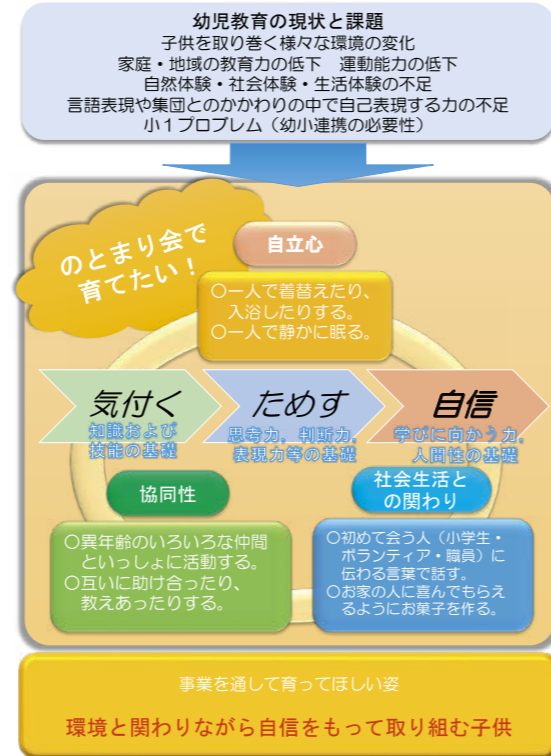 幼児教育の現状と課題
子供を取り巻く様々な環境の変化
家庭・地域の教育力の低下　運動能力の低下
自然体験・社会体験・生活体験の不足
言語表現や集団とのかかわりの中で自己表現する力の不足
小1プロブレム（幼小連携の必要性）
のとまり会で
育てたい！
自立心
〇一人で着替えたり、
入浴したりする。
〇一人で静かに眠る。
気付く
知識および
技能の基礎
ためす
思考力，判断力，
表現力等の基礎
自信
学びに向かう力，
人間性の基礎
協同性
〇異年齢のいろいろな仲間
といっしょに活動する。
〇互いに助け合ったり、
教えあったりする。
社会生活と
の関わり
〇初めて会う人（小学生・
ボランティア・職員）に
伝わる言葉で話す。
〇お家の人に喜んでもらえ
るようにお菓子を作る。
事業を通して育ってほしい姿
環境と関わりながら自信をもって取り組む子供